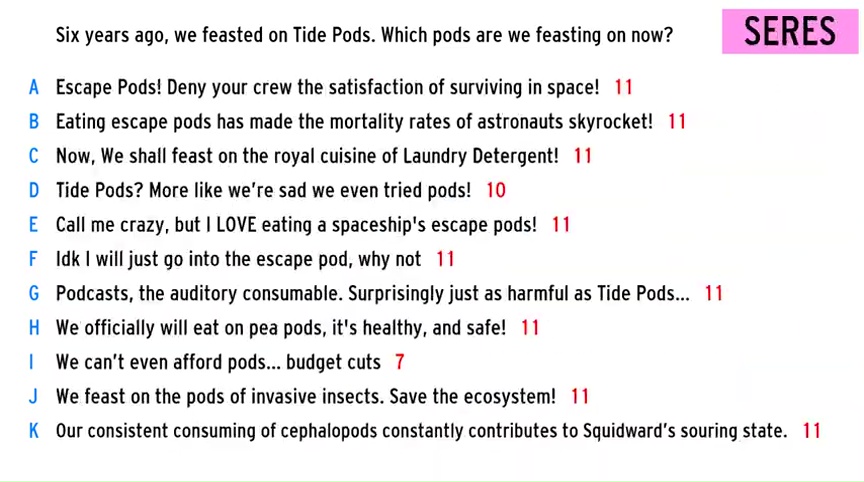 Six years ago, we feasted on Tide Pods. Which pods are we feasting on now?
SERES
A Escape Pods! Deny your crew the satisfaction of surviving in space! 11
B Eating escape pods has made the mortality rates of astronauts skyrocket! 11
C Now, We shall feast on the royal cuisine of Laundry Detergent! 11
D Tide Pods? More like we’re sad we even tried pods! 10
E Call me crazy, but I LOVE eating a spaceship's escape pods! 11
F Idk I will just go into the escape pod, why not 11
G Podcasts, the auditory consumable. Surprisingly just as harmful as Tide Pods... 11
H We officially will eat on pea pods, it's healthy, and safe! 11
I We can’t even afford pods... budget cuts 7
J We feast on the pods of invasive insects. Save the ecosystem! 11
K Our consistent consuming of cephalopods constantly contributes to Squidward’s souring state. 11